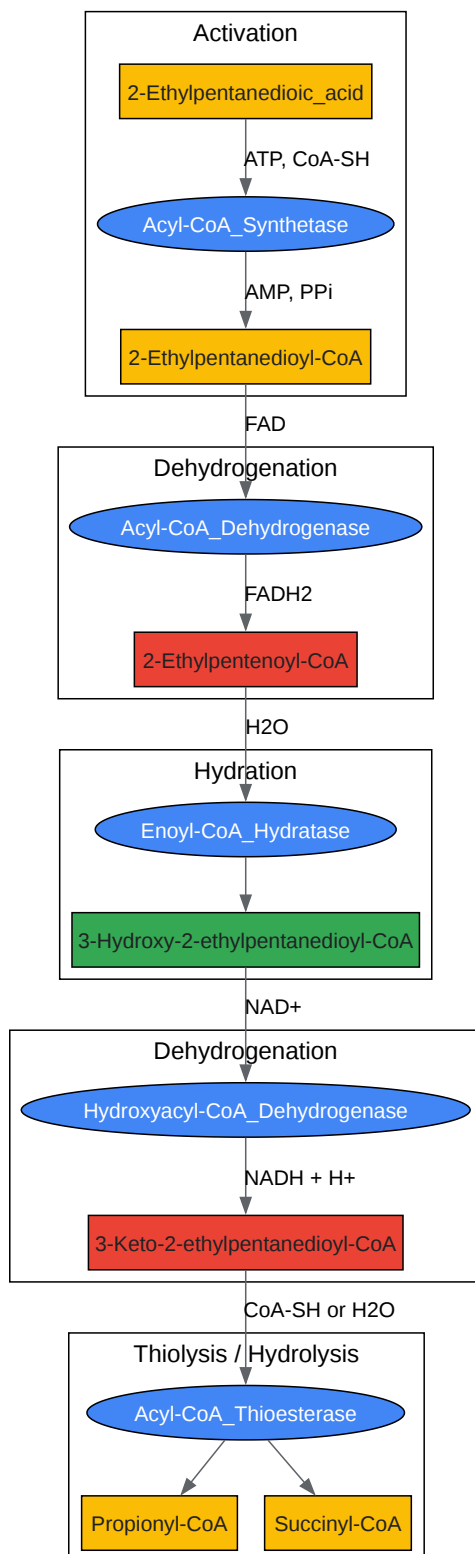 Activation
2-Ethylpentanedioic_acid
ATP, CoA-SH
Acyl-CoA_Synthetase
AMP, PPi
2-Ethylpentanedioyl-CoA
FAD
Dehydrogenation
Acyl-CoA_Dehydrogenase
FADH2
2-Ethylpentenoyl-CoA
H2O
Hydration
Enoyl-CoA_Hydratase
3-Hydroxy-2-ethylpentanedioyl-CoA
NAD+
Dehydrogenation
Hydroxyacyl-CoA_Dehydrogenase
NADH + H+
3-Keto-2-ethylpentanedioyl-CoA
CoA-SH or H2O
Thiolysis / Hydrolysis
Acyl-CoA_Thioesterase
Propionyl-CoA
Succinyl-CoA